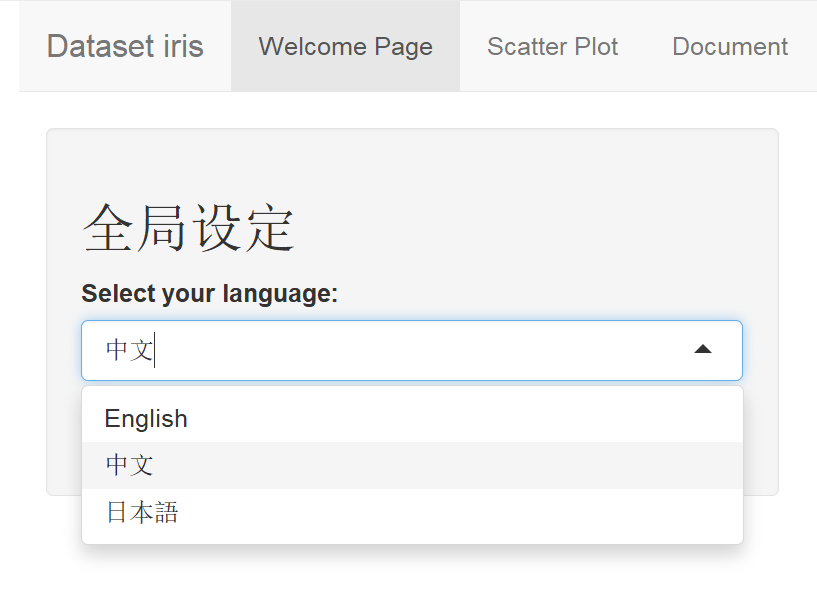 Dataset iris Welcome Page Scatter Plot Document
全局设定
Select your language:
中文
English
中文
日本語